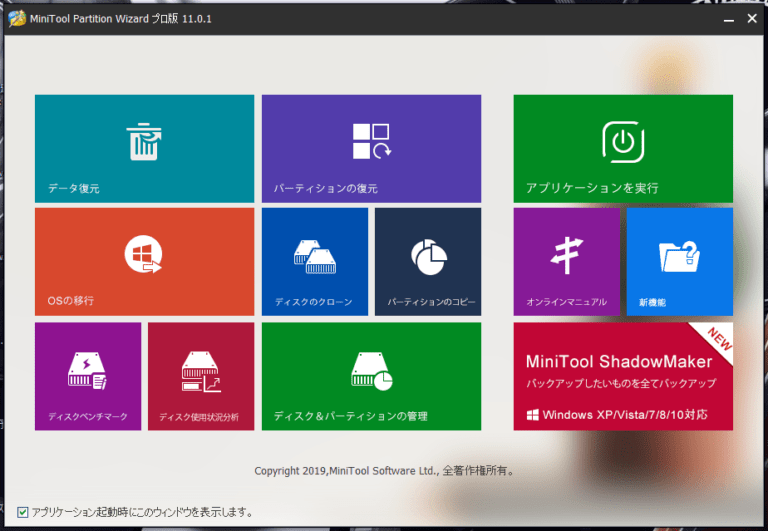 MiniTool Partition Wizard プロ版 11.0.1
データ復元
パーティションの復元
アプリケーションを実行
OSの移行
ディスクのクローン
パーティションのコピー
オンラインマニュアル
新機能
ディスクベンチマーク
ディスク使用状況分析
ディスク＆パーティションの管理
NEW
MiniTool ShadowMaker
バックアップしたいものを全てバックアップ
Windows XP/Vista/7/8/10対応
Copyright 2019,MiniTool Software Ltd., 全著作権所有。
アプリケーション起動時にこのウィンドウを表示します。